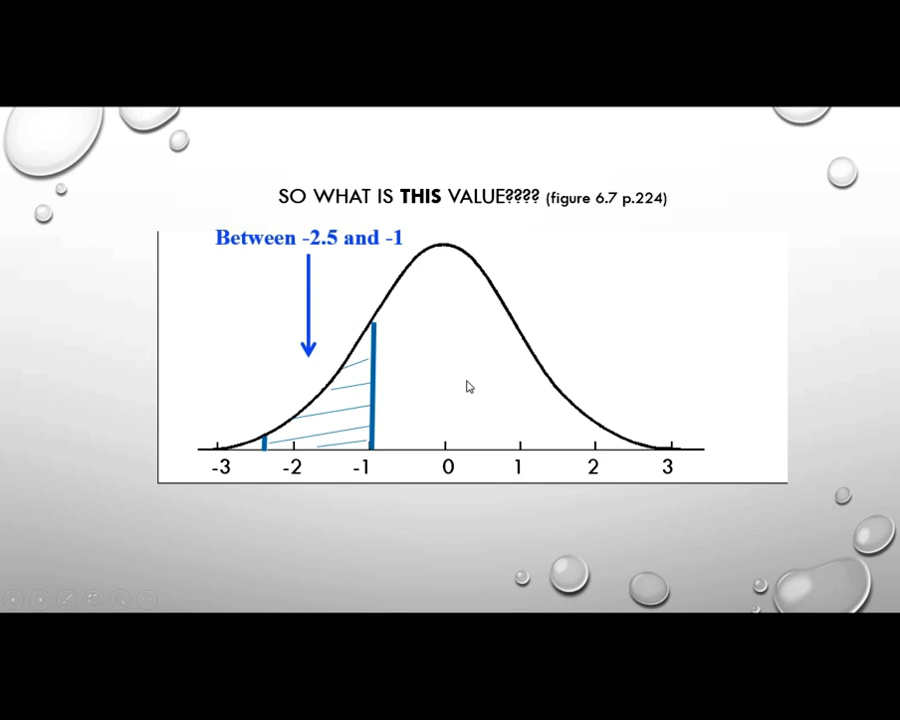 SO WHAT IS THIS VALUE???? (figure 6.7 p.224)
Between -2.5 and -1
-3 -2 -1 0 1 2 3